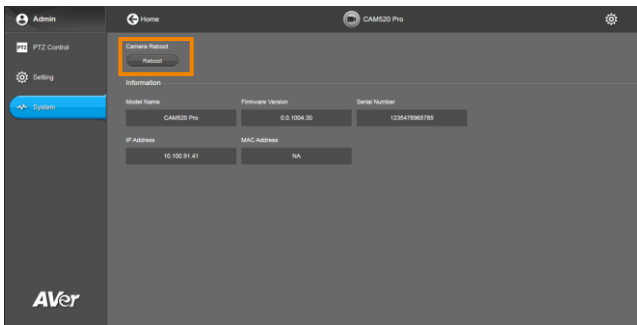 Admin
Home
CAM520 Pro
PTZ PTZ Control
Setting
System
Camera Reboot
Reboot
Information
Model Name Firmware Version Serial Number
CAM520 Pro 0.0.1004.30 1235478965785
IP Address MAC Address
10.100.91.41 NA
AVer